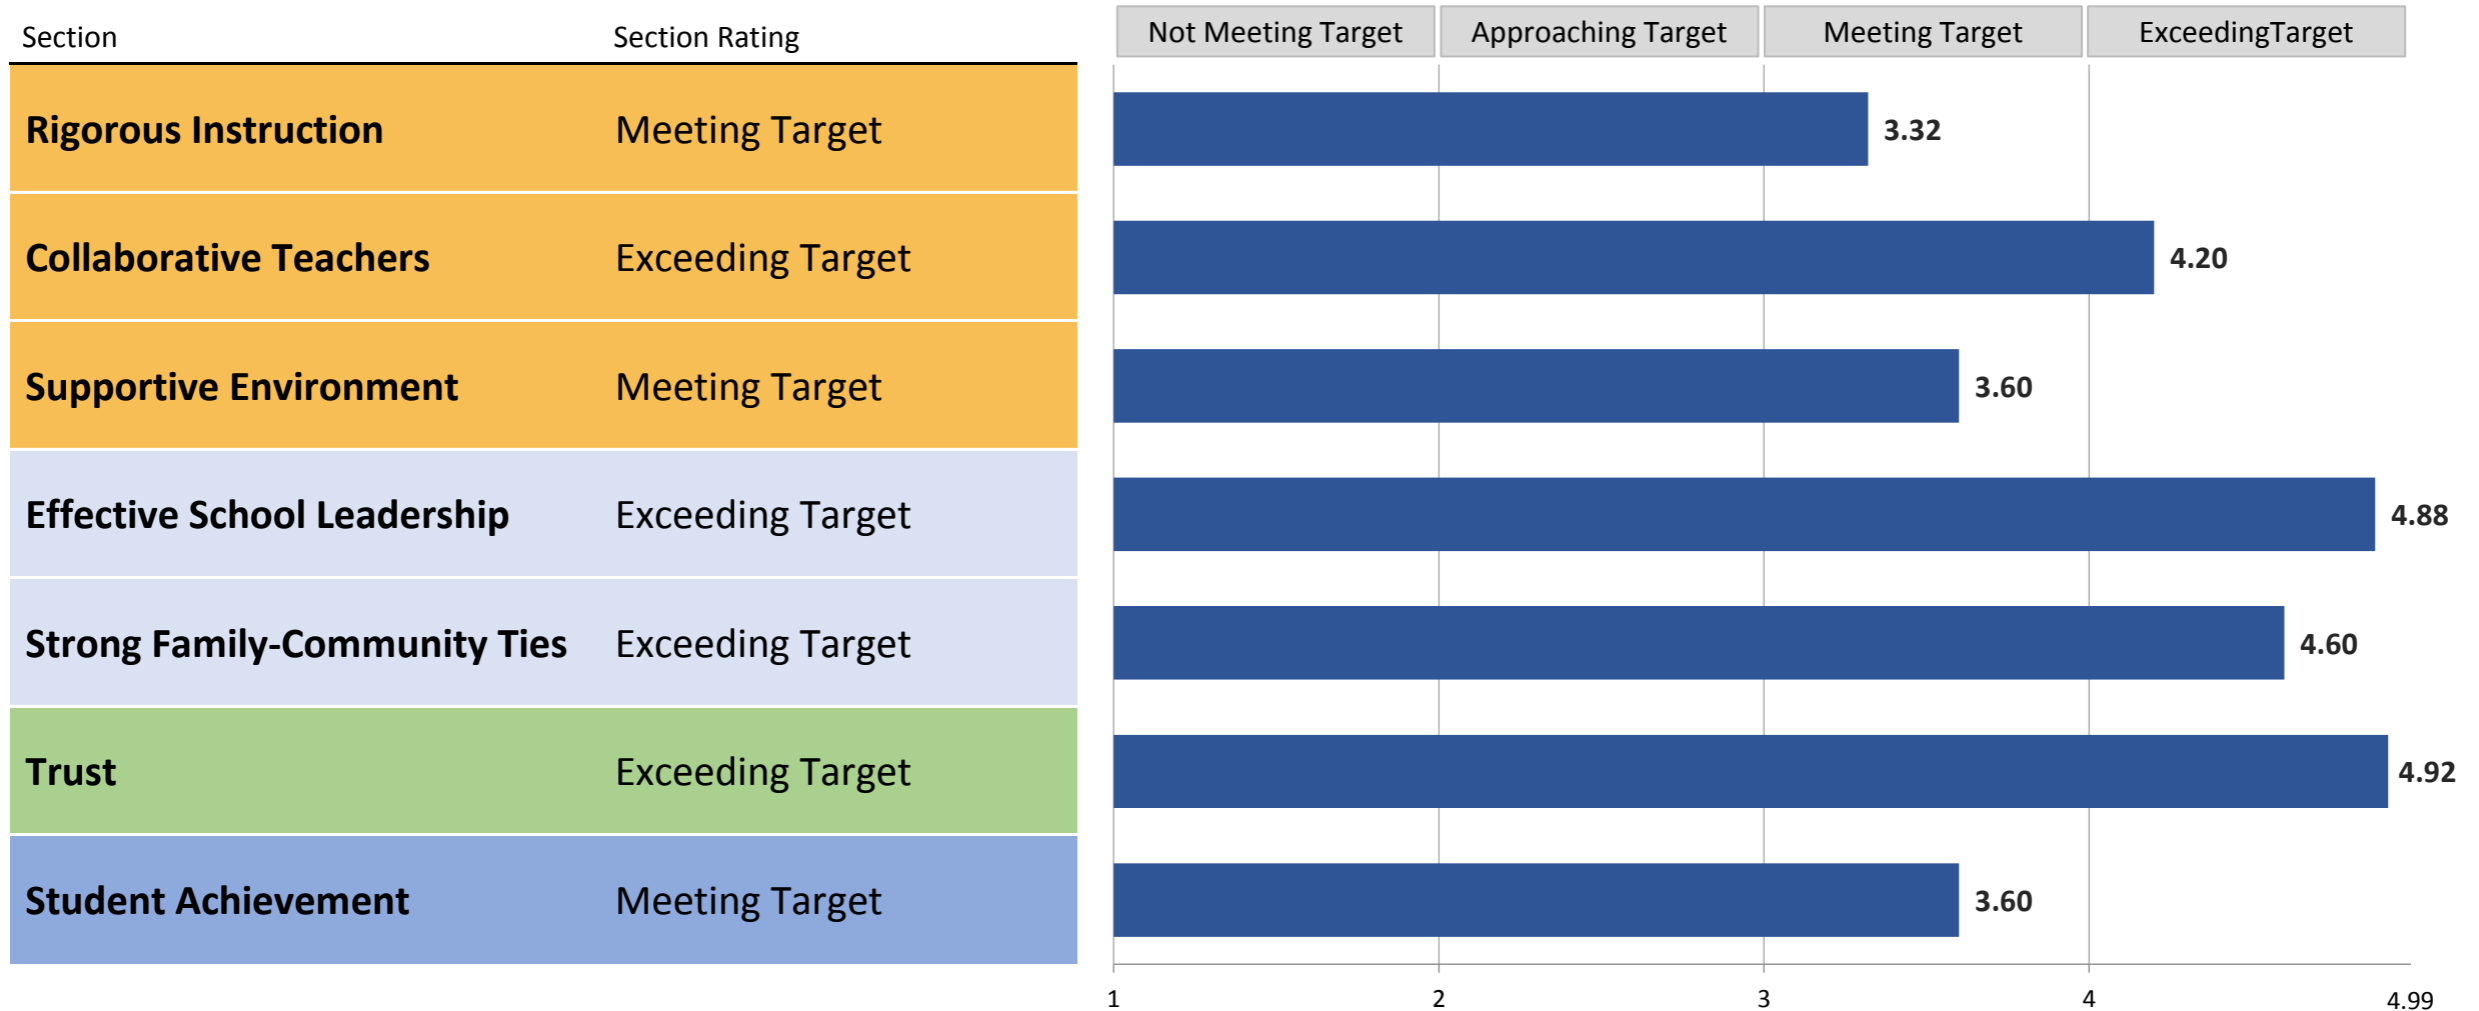 Section Section Rating Not Meeting Target Approaching Target Meeting Target ExceedingTarget
Rigorous Instruction Meeting Target 3.32
Collaborative Teachers Exceeding Target 4.20
Supportive Environment Meeting Target 3.60
Effective School Leadership Exceeding Target 4.88
Strong Family-Community Ties Exceeding Target 4.60
Trust Exceeding Target 4.92
Student Achievement Meeting Target 3.60
1 2 3 4 4.99